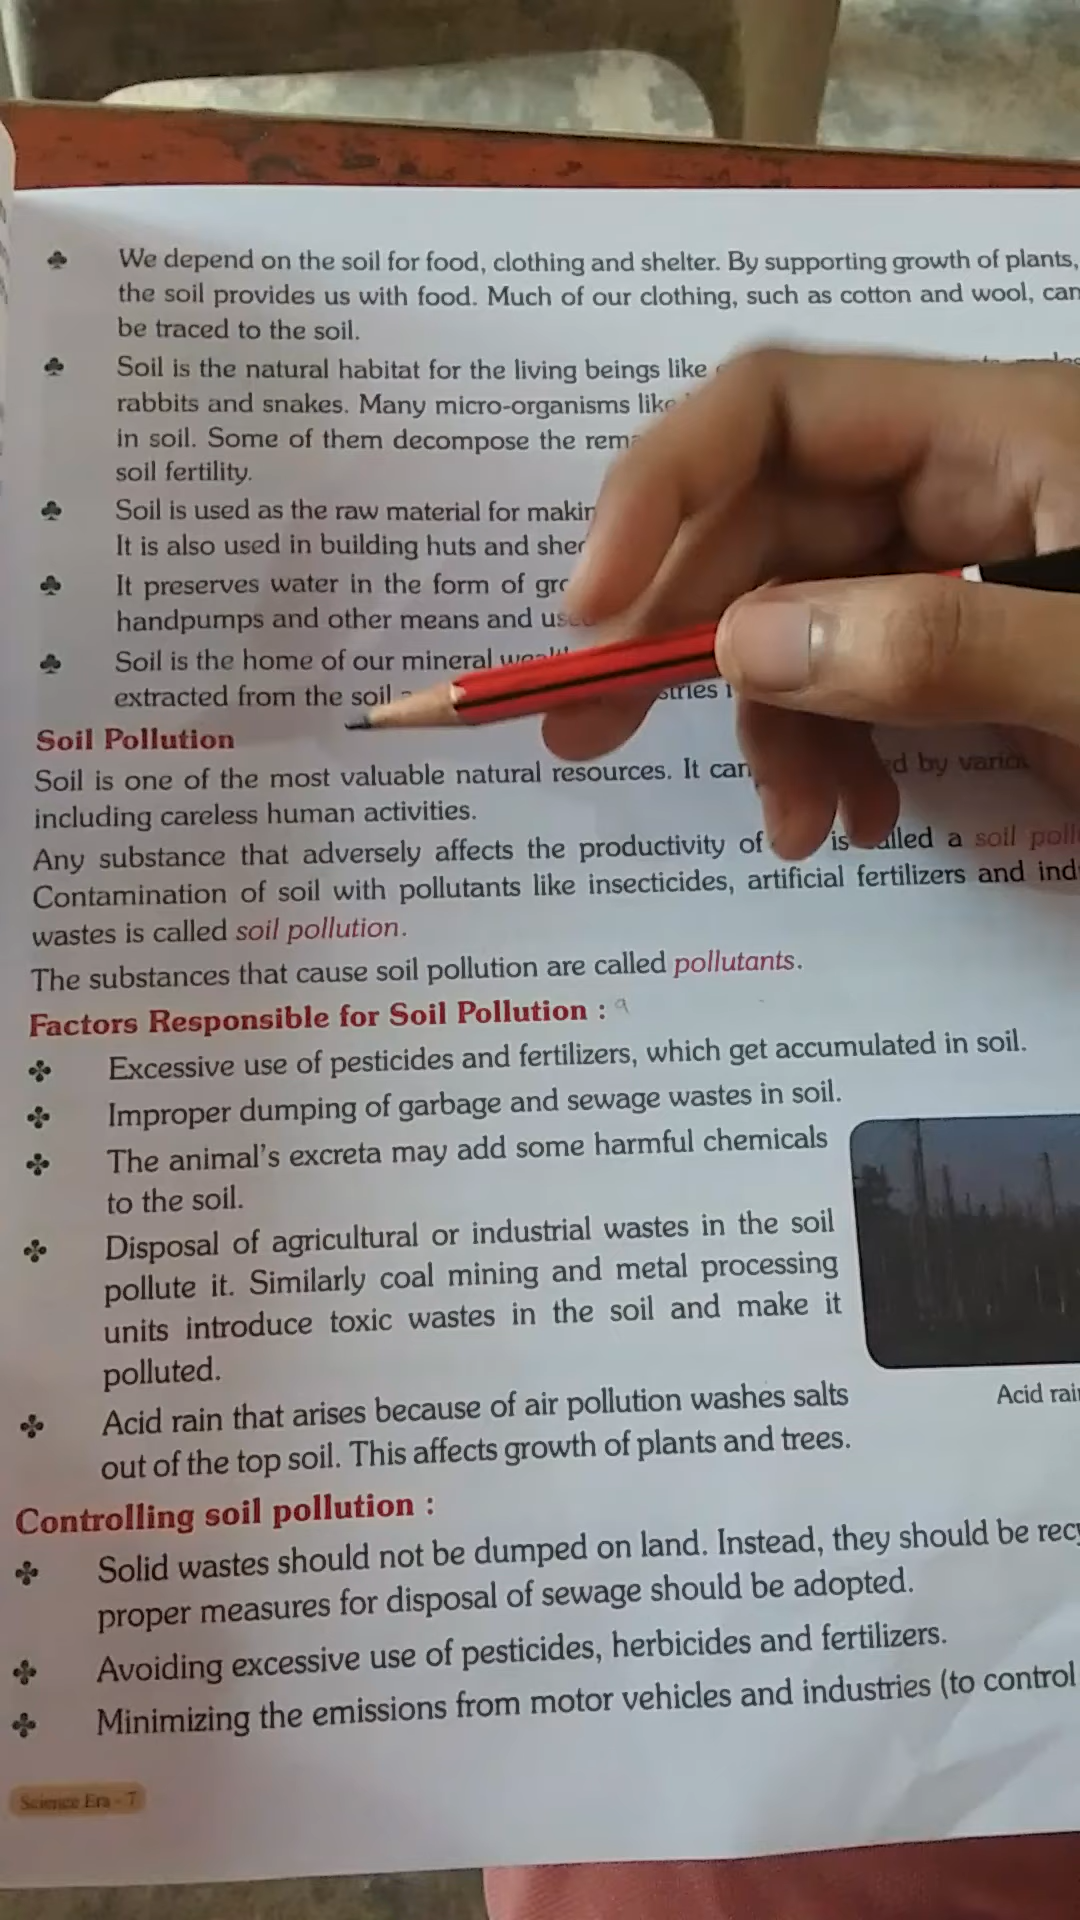 We depend on the soil for food, clothing and shelter. By supporting growth of plants,
the soil provides us with food. Much of our clothing, such as cotton and wool, can
be traced to the soil.
Soil is the natural habitat for the living beings like
rabbits and snakes. Many micro-organisms like
in soil. Some of them decompose the
soil fertility.
Soil is used as the raw material for
It is also used in building huts and
It preserves water in the form of
handpumps and other means and
Soil is the home of our mineral
extracted from the soil
Soil Pollution
Soil is one of the most valuable natural resources. It can by
including careless human activities.
Any substance that adversely affects the productivity of is called a soil
Contamination of soil with pollutants like insecticides, artificial fertilizers and
wastes is called soil pollution.
The substances that cause soil pollution are called pollutants.
Factors Responsible for Soil Pollution :
Excessive use of pesticides and fertilizers, which get accumulated in soil.
Improper dumping of garbage and sewage wastes in soil.
The animal's excreta may add some harmful chemicals
to the soil.
Disposal of agricultural or industrial wastes in the soil
pollute it. Similarly coal mining and metal processing
units introduce toxic wastes in the soil and make it
polluted.
Acid rain that arises because of air pollution washes salts
out of the top soil. This affects growth of plants and trees.
Acid
Controlling soil pollution :
Solid wastes should not be dumped on land. Instead, they should be
proper measures for disposal of sewage should be adopted.
Avoiding excessive use of pesticides, herbicides and fertilizers.
Minimizing the emissions from motor vehicles and industries (to control
Science Era - 7